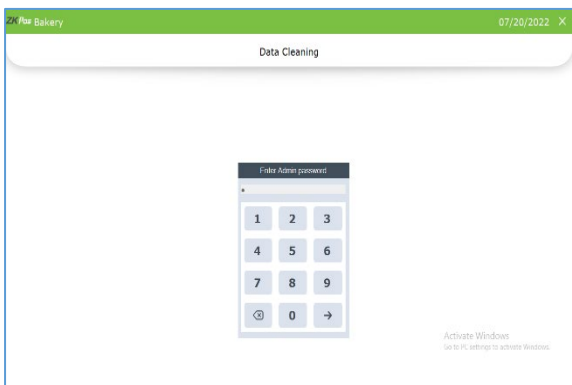 ZKPos Bakery 07/20/2022 X
Data Cleaning
Enter Admin password
1 2 3
4 5 6
7 8 9
0
Activate Windows
Go to PC settings to activate Windows.